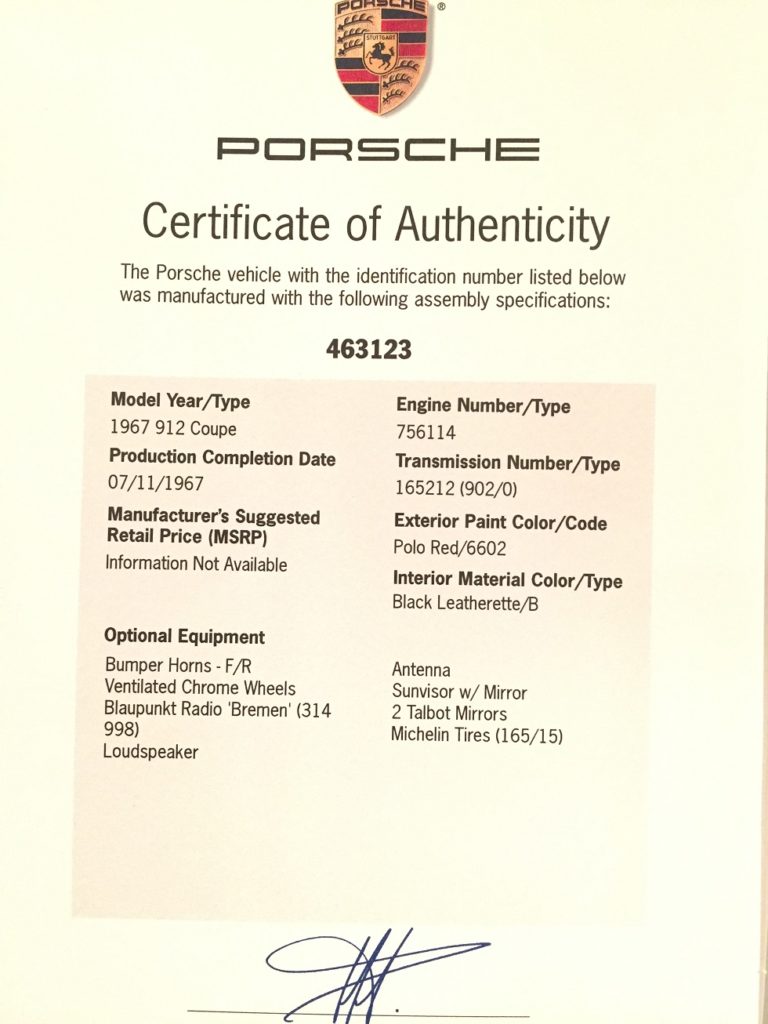 PORSCHE
®
STUTTGART
PORSCHE
Certificate of Authenticity
The Porsche vehicle with the identification number listed below
was manufactured with the following assembly specifications:
463123
Model Year/Type
1967 912 Coupe
Production Completion Date
07/11/1967
Manufacturer's Suggested
Retail Price (MSRP)
Information Not Available
Engine Number/Type
756114
Transmission Number/Type
165212 (902/0)
Exterior Paint Color/Code
Polo Red/6602
Interior Material Color/Type
Black Leatherette/B
Optional Equipment
Bumper Horns - F/R
Ventilated Chrome Wheels
Blaupunkt Radio 'Bremen' (314
998)
Loudspeaker
Antenna
Sunvisor w/ Mirror
2 Talbot Mirrors
Michelin Tires (165/15)